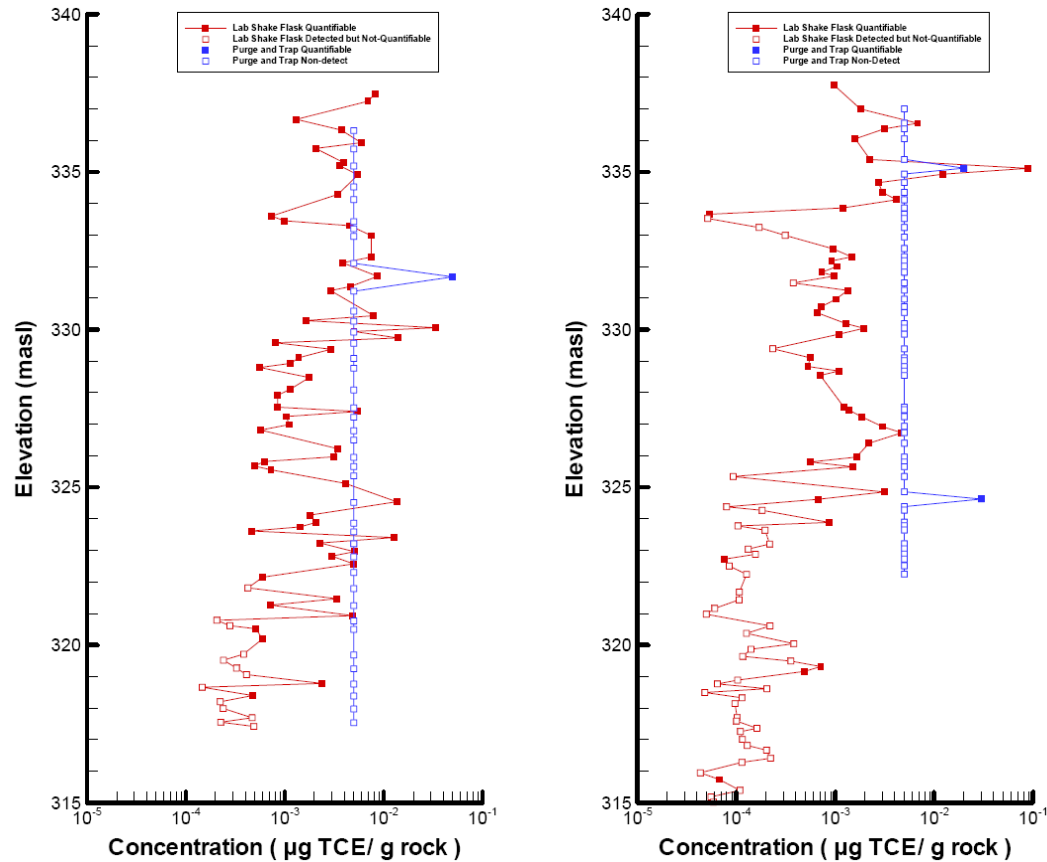 Lab Shake Flask Quantifiable
Lab Shake Flask Detected but Not-Quantifiable
Purge and Trap Quantifiable
Purge and Trap Non-detect
Elevation (masl)
335
330
325
320
315
10-5
10-4
10-3
10-2
10-1
Concentration ( µg TCE/ g rock )
Lab Shake Flask Quantifiable
Lab Shake Flask Detected but Not-Quantifiable
Purge and Trap Quantifiable
Purge and Trap Non-Detect
Elevation (masl)
335
330
325
320
315
10-5
10-4
10-3
10-2
10-1
Concentration ( µg TCE/ g rock )